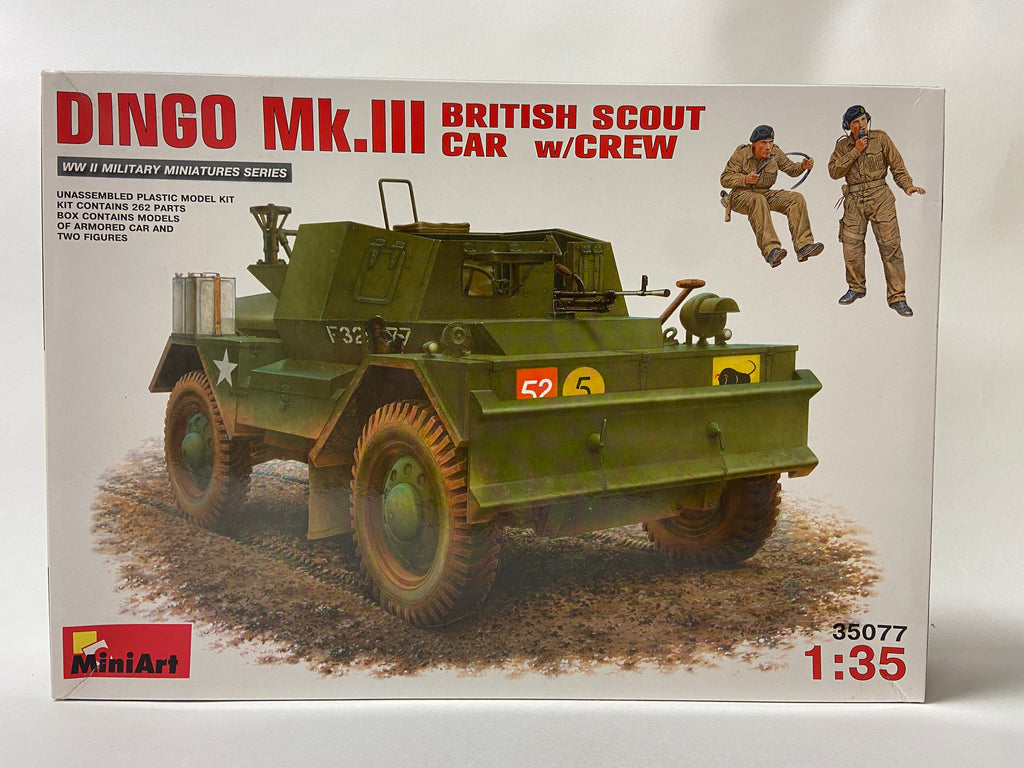 DINGO Mk.III BRITISH SCOUT
CAR w/CREW
WW II MILITARY MINIATURES SERIES
UNASSEMBLED PLASTIC MODEL KIT
KIT CONTAINS 262 PARTS
BOX CONTAINS MODELS
OF ARMORED CAR AND
TWO FIGURES
52
5
MiniArt
35077
1:35